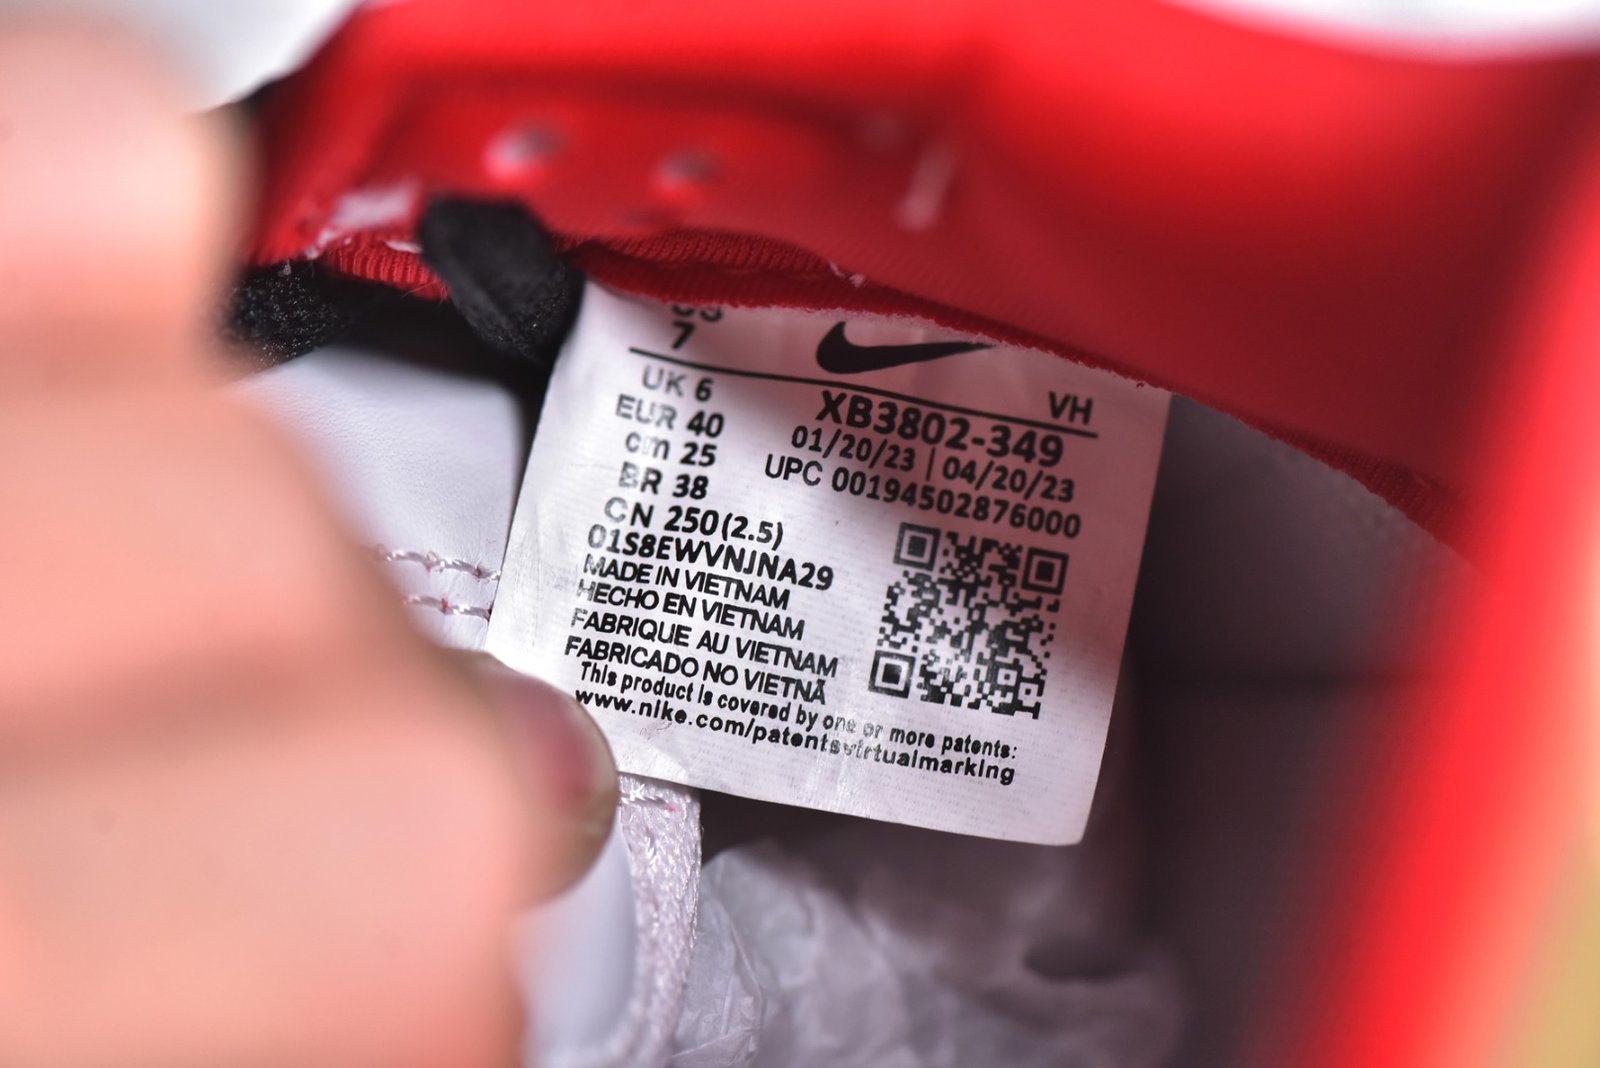 7
UK 6
EUR 40
cm 25
BR 38
CN 250(2.5)
VH
XB3802-349
01/20/23 | 04/20/23
UPC 00194502876000
01S8EWVNJNA29
MADE IN VIETNAM
HECHO EN VIETNAM
FABRIQUE AU VIETNAM
FABRICADO NO VIETNÃ
This product is covered by one or more patents:
www.nike.com/patentsvirtualmarking